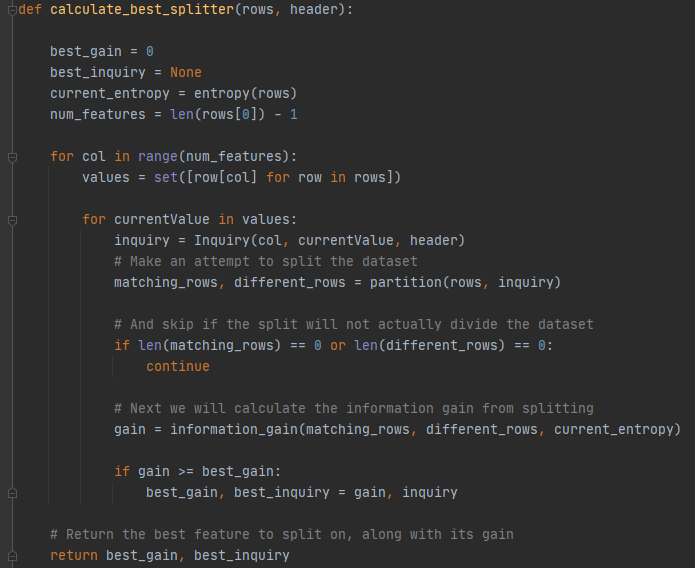 def calculate_best_splitter(rows, header):
best_gain = 0
best_inquiry = None
current_entropy = entropy(rows)
num_features = len(rows[0]) - 1
for col in range(num_features):
values = set([row[col] for row in rows])
for currentValue in values:
inquiry = Inquiry(col, currentValue, header)
# Make an attempt to split the dataset
matching_rows, different_rows = partition(rows, inquiry)
# And skip if the split will not actually divide the dataset
if len(matching_rows) == 0 or len(different_rows) == 0:
continue
# Next we will calculate the information gain from splitting
gain = information_gain(matching_rows, different_rows, current_entropy)
if gain >= best_gain:
best_gain, best_inquiry = gain, inquiry
# Return the best feature to split on, along with its gain
return best_gain, best_inquiry